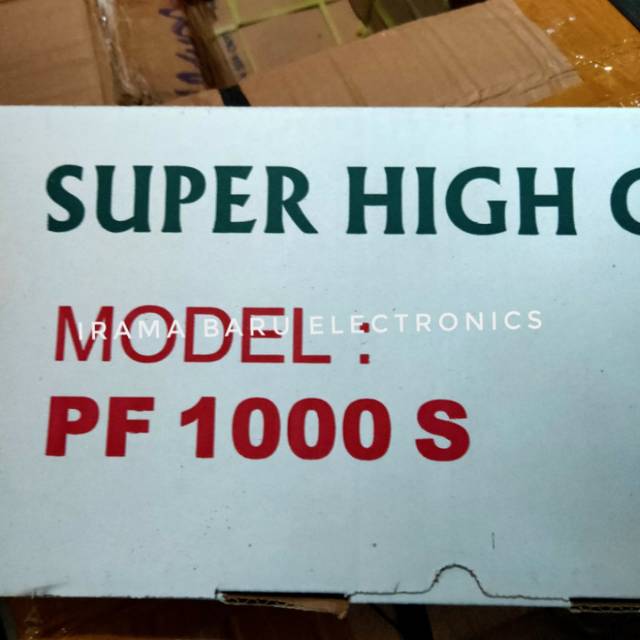 SUPER HIGH
MODEL :
IRAMA BARU ELECTRONICS
PF 1000 S